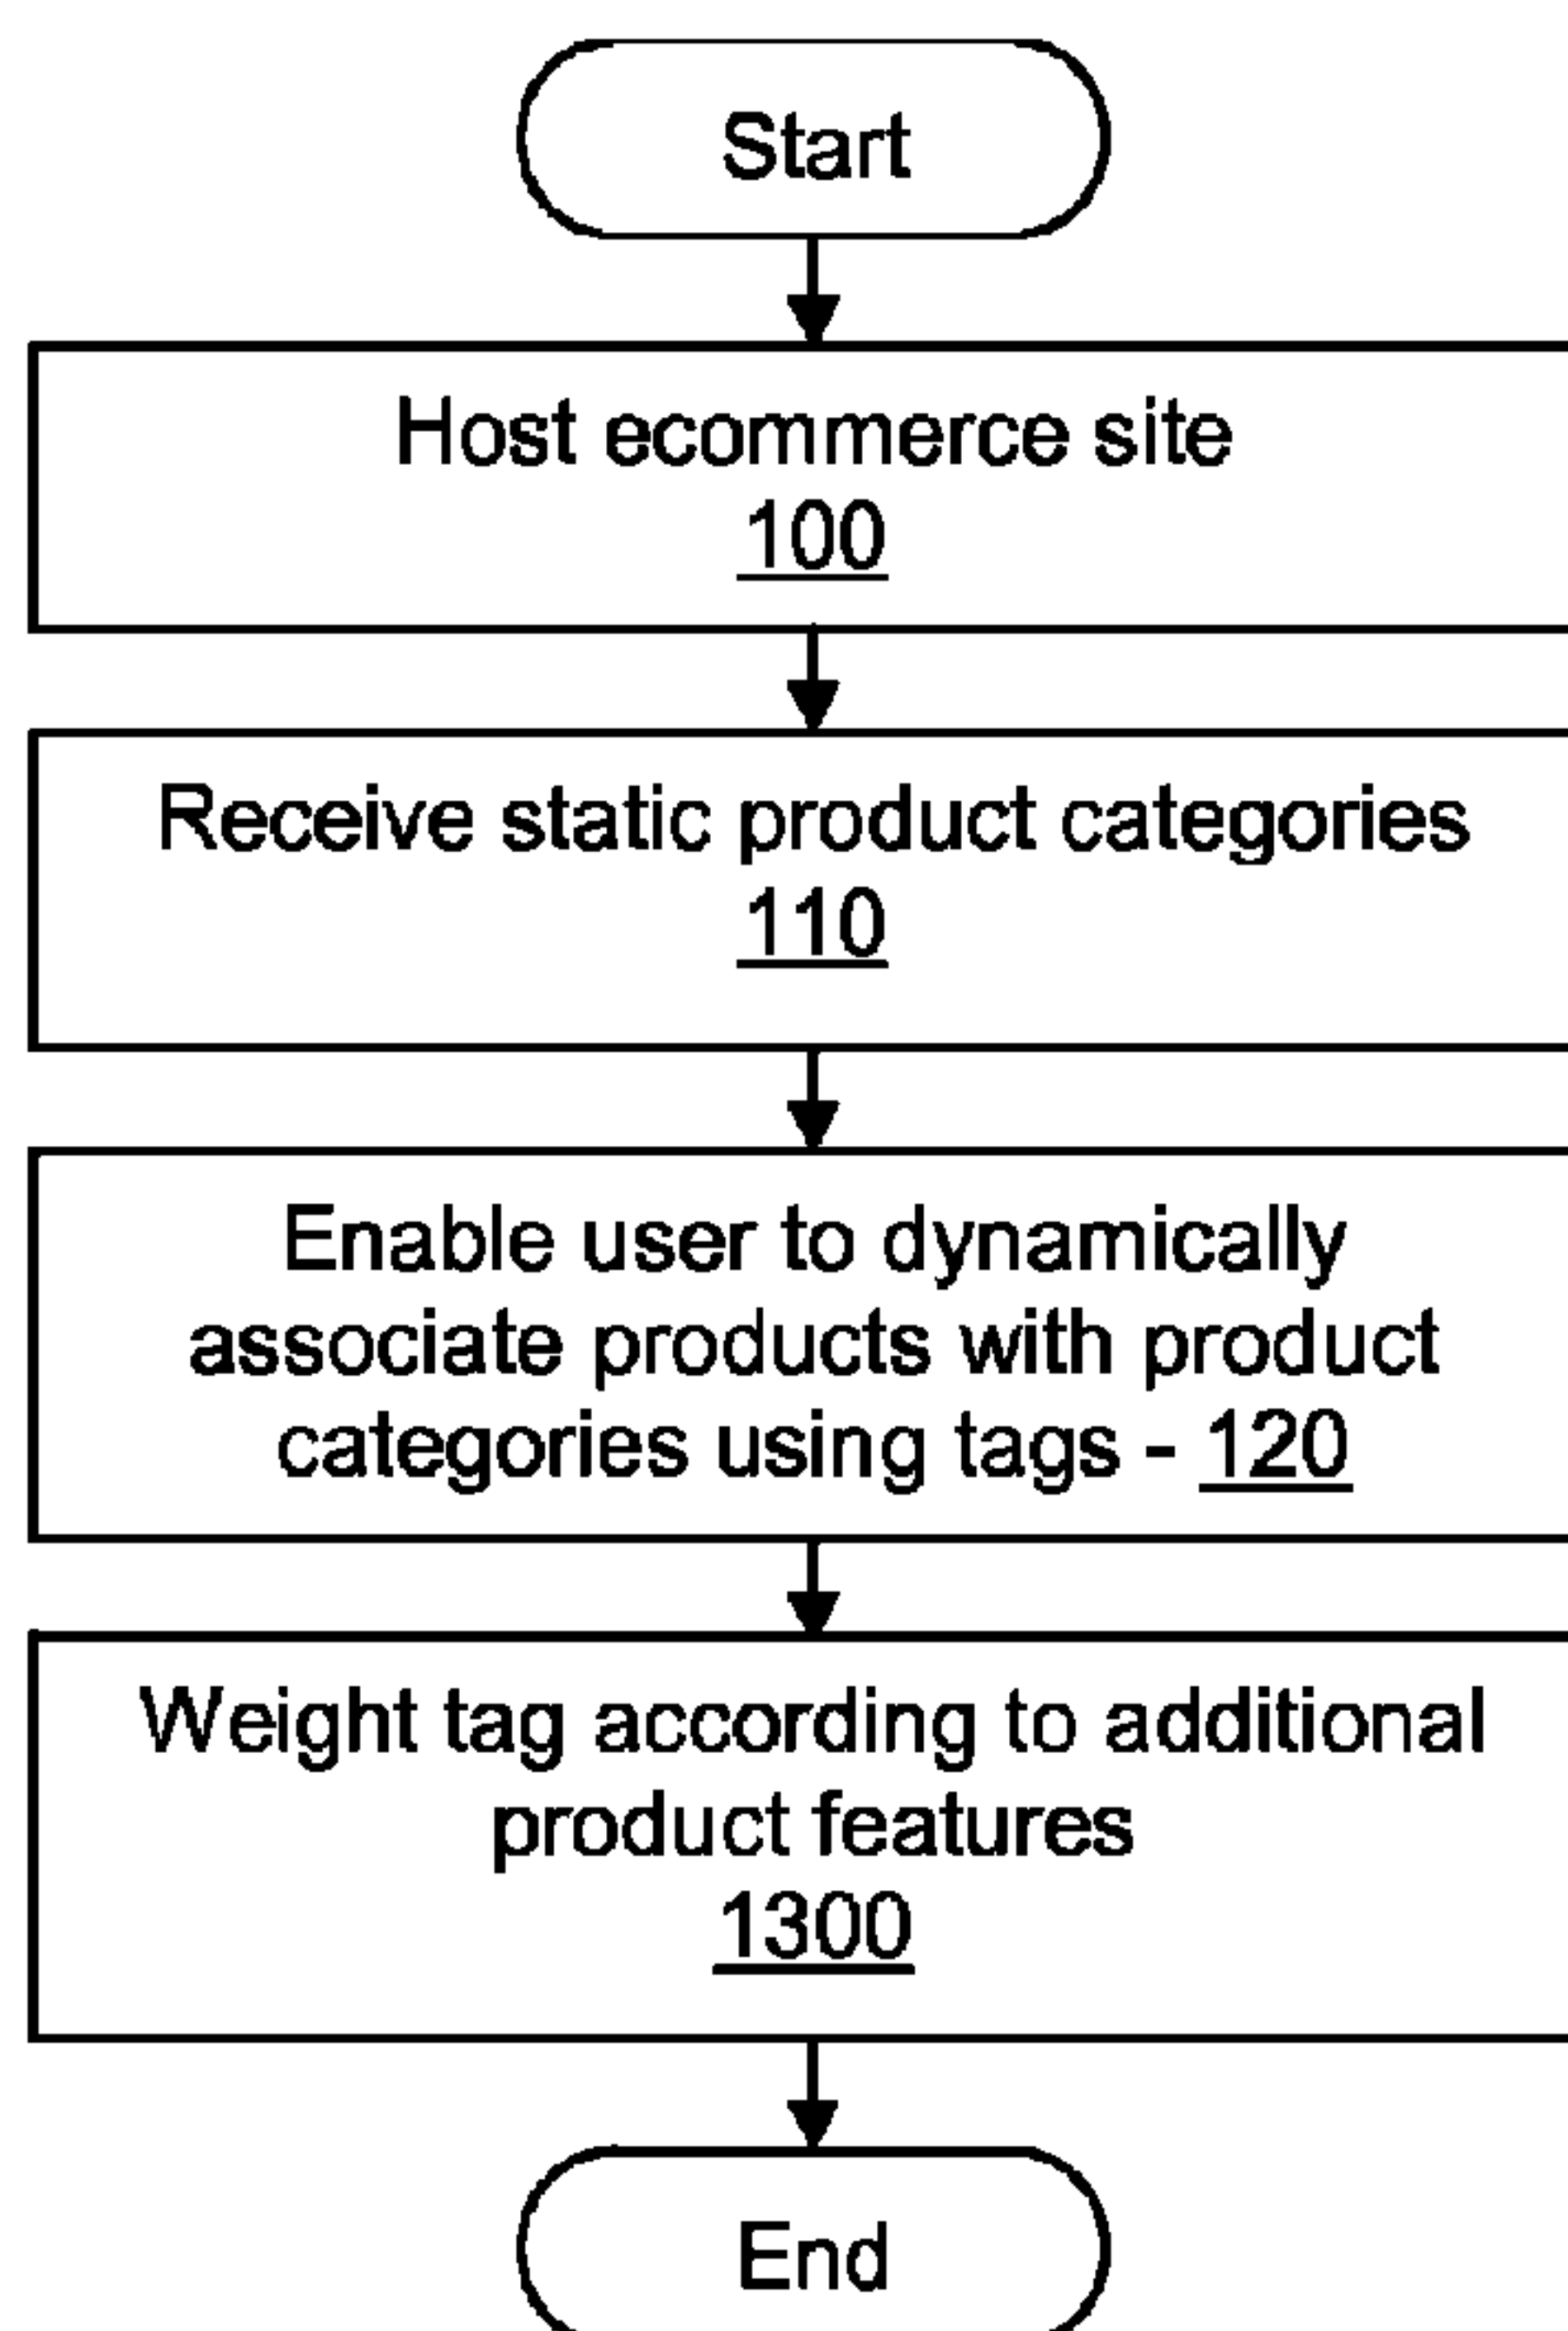 Start
Host ecommerce site
100
Receive static product categories
110
Enable user to dynamically
associate products with product
categories using tags - 120
Weight tag according to additional
product features
1300
End